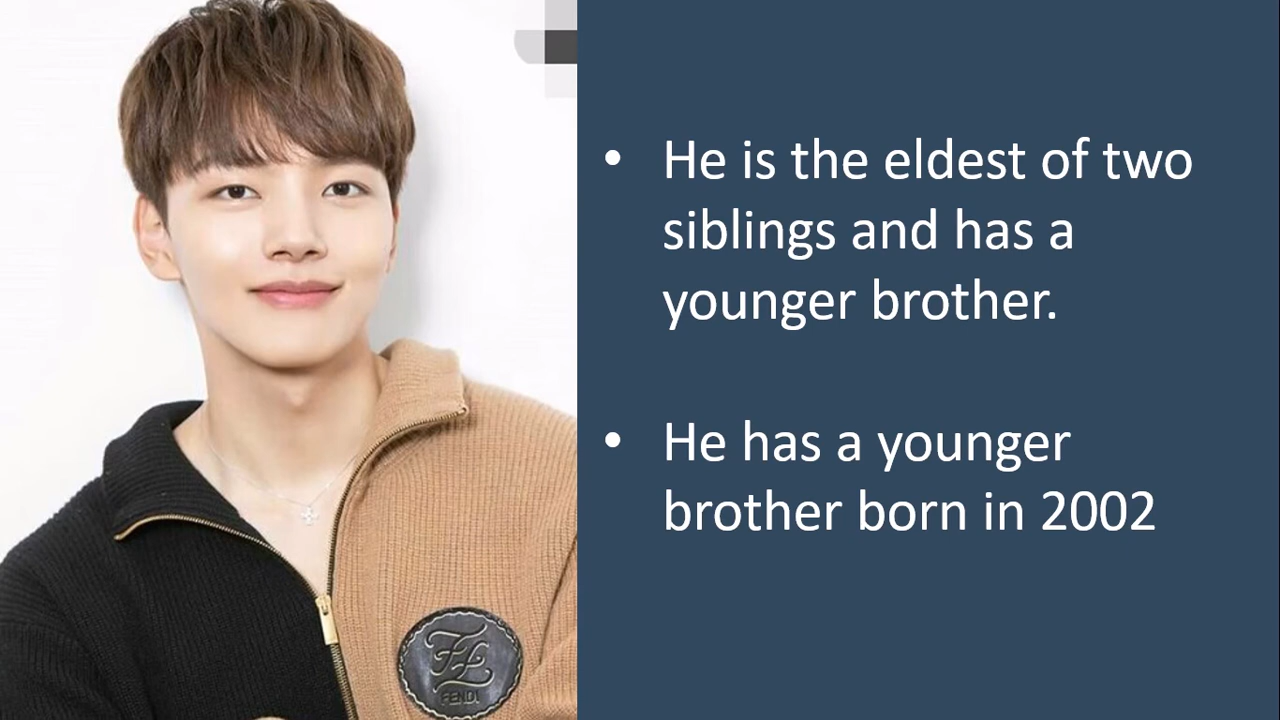 • He is the eldest of two
siblings and has a
younger brother.
• He has a younger
brother born in 2002
FENDI